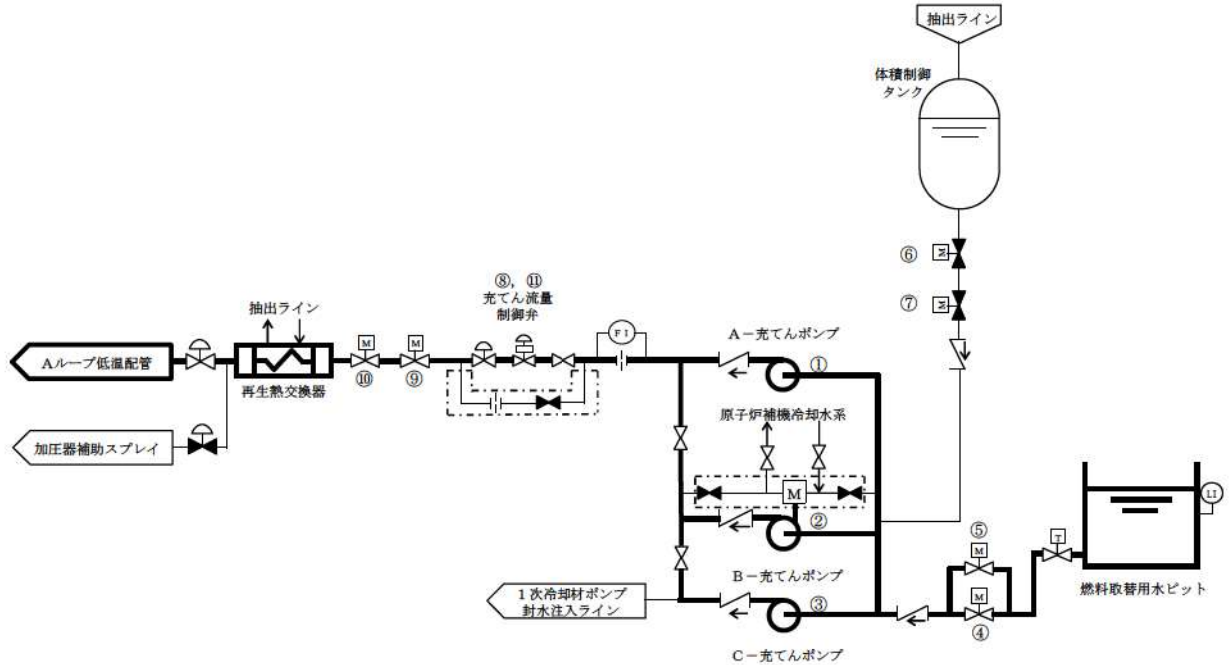 抽出ライン
体積制御
タンク
⑥
M
⑦
M
⑧，⑪
充てん流量
制御弁
抽出ライン
FI
A－充てんポンプ
①
Aループ低温配管
M
M
再生熱交換器
⑩
⑨
原子炉補機冷却水系
加圧器補助スプレイ
M
②
LI
⑤
M
T
B－充てんポンプ
燃料取替用水ピット
1次冷却材ポンプ
封水注入ライン
③
M
④
C－充てんポンプ